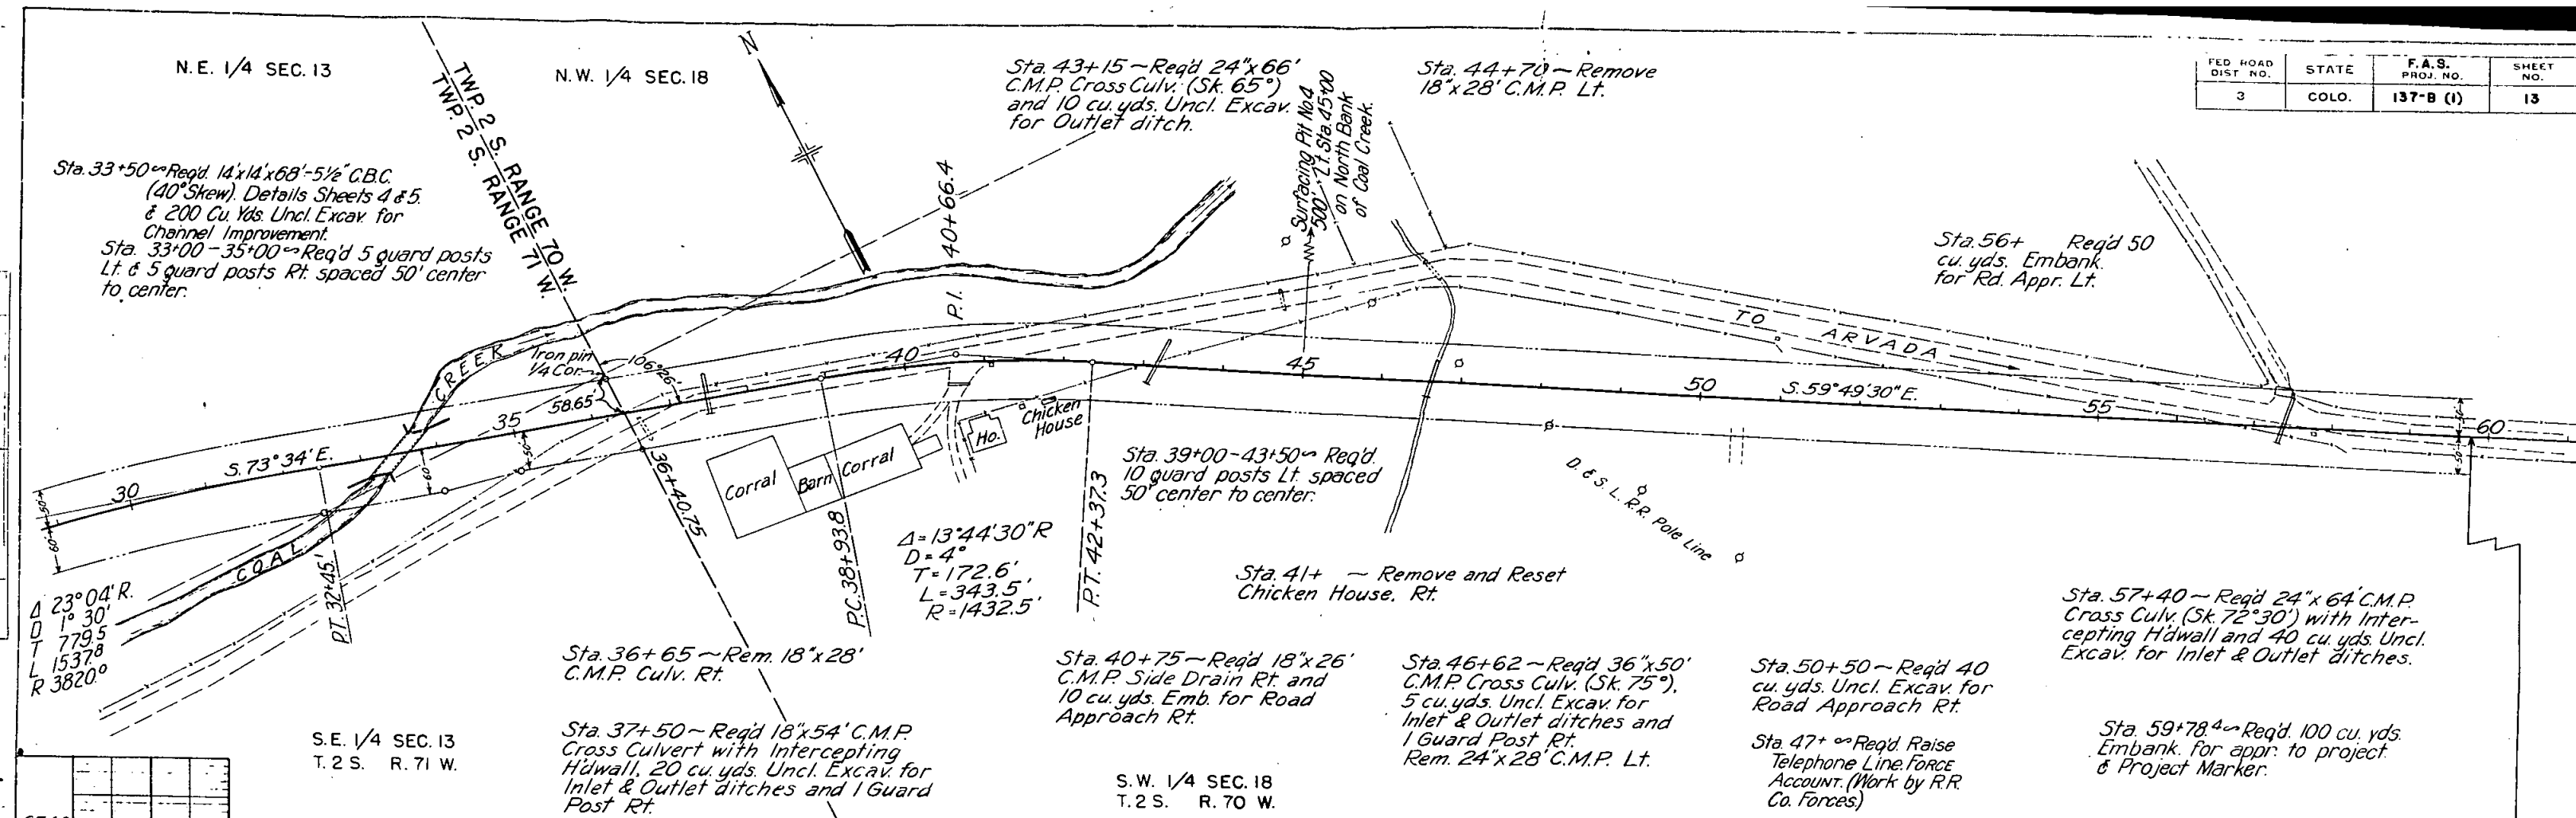 N.E. 1/4 SEC. 13
N.W. 1/4 SEC. 18
TWP. 2 S. RANGE 70 W.
TWP. 2 S. RANGE 71 W.
N
Sta. 43+15 ~ Req'd 24"x66'
C.M.P. Cross Culv. (Sk. 65°)
and 10 cu. yds. Uncl. Excav.
for Outlet ditch.
Surfacing Pit No.4
500' Lt. Sta. 45+00
on North Bank
of Coal Creek.
Sta. 44+70 ~ Remove
18"x28' C.M.P. Lt.
FED ROAD DIST NO.
STATE
F.A.S. PROJ. NO.
SHEET NO.
3
COLO.
137-B (1)
13
Sta. 33+50 ~ Req'd. 14'x14'x68'-5½" C.B.C.
(40° Skew). Details Sheets 4 & 5.
& 200 Cu. Yds. Uncl. Excav. for
Channel Improvement.
Sta. 33+00 - 35+00 ~ Req'd 5 guard posts
Lt. & 5 guard posts Rt. spaced 50' center
to center.
P.I. 40+66.4
Sta. 56+ Req'd 50
cu. yds. Embank.
for Rd. Appr. Lt.
TO ARVADA
CREEK
Iron pin
1/4 Cor.
106°26'
58.65
40
45
50
S. 59°49'30" E.
55
60
35
S. 73°34' E.
30
50'
60'
50'
60'
50'
50'
36+40.75
Corral
Barn
Corral
Ho.
Chicken
House
Sta. 39+00 - 43+50 ~ Req'd.
10 guard posts Lt. spaced
50' center to center.
D. & S. L. R.R. Pole Line
COAL
P.T. 32+45.
P.C. 38+93.8
Δ = 13°44'30" R
D = 4°
T = 172.6'
L = 343.5'
R = 1432.5'
P.T. 42+37.3
Δ 23°04' R.
D 1° 30'
T 779.5
L 1537.8
R 3820.0
Sta. 41+ ~ Remove and Reset
Chicken House. Rt.
Sta. 57+40 ~ Req'd 24"x 64' C.M.P.
Cross Culv. (Sk. 72°30') with Inter-
cepting H'dwall and 40 cu. yds. Uncl.
Excav. for Inlet & Outlet ditches.
Sta. 36+65 ~ Rem. 18"x28'
C.M.P. Culv. Rt.
Sta. 40+75 ~ Req'd 18"x26'
C.M.P. Side Drain Rt. and
10 cu. yds. Emb. for Road
Approach Rt.
Sta. 46+62 ~ Req'd 36"x50'
C.M.P. Cross Culv. (Sk. 75°),
5 cu. yds. Uncl. Excav. for
Inlet & Outlet ditches and
1 Guard Post Rt.
Rem. 24"x28' C.M.P. Lt.
Sta. 50+50 ~ Req'd 40
cu. yds. Uncl. Excav. for
Road Approach Rt.
S.E. 1/4 SEC. 13
T. 2 S. R. 71 W.
Sta. 37+50 ~ Req'd 18"x54' C.M.P.
Cross Culvert with Intercepting
H'dwall, 20 cu. yds. Uncl. Excav. for
Inlet & Outlet ditches and 1 Guard
Post Rt.
S.W. 1/4 SEC. 18
T. 2 S. R. 70 W.
Sta. 47+ ~ Req'd. Raise
Telephone Line. FORCE
ACCOUNT. (Work by R.R.
Co. Forces)
Sta. 59+78.4 ~ Req'd. 100 cu. yds.
Embank. for appr. to project
& Project Marker.